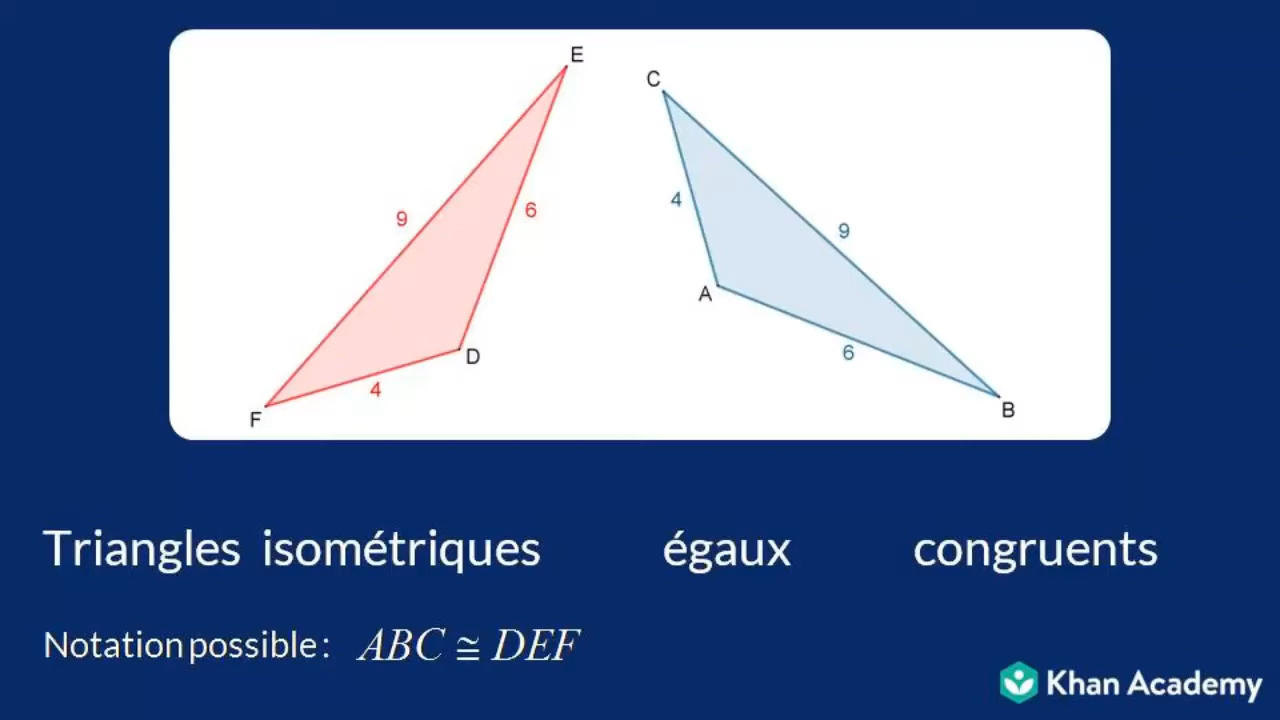 E
C
9
6
4
9
A
6
D
4
F
B
Triangles isométriques égaux congruents
Notation possible : ABC ≅ DEF
Khan Academy